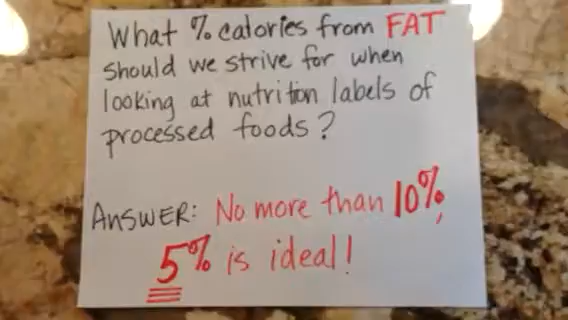 What % calories from FAT
should we strive for when
looking at nutrition labels of
processed foods?
ANSWER: No more than 10%,
5% is ideal!